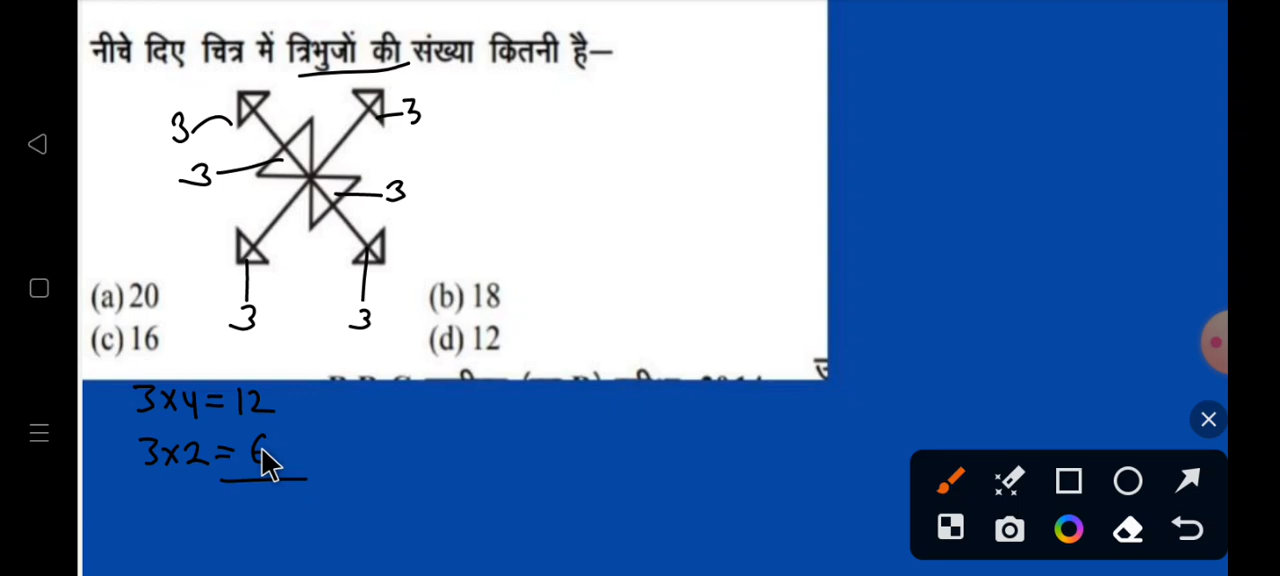 नीचे दिए चित्र में त्रिभुजों की संख्या कितनी है—
3
3
3
3
3
3
(a) 20
(b) 18
(c) 16
(d) 12
3×4=12
3×2=6